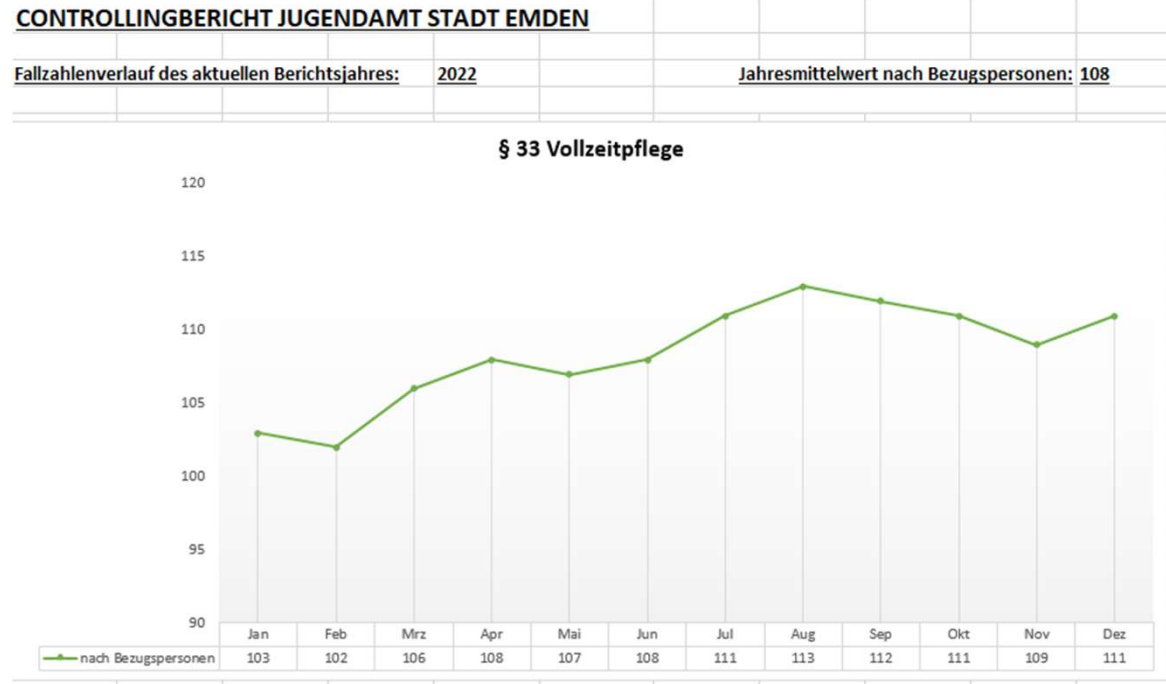 CONTROLLINGBERICHT JUGENDAMT STADT EMDEN
Fallzahlenverlauf des aktuellen Berichtsjahres: 2022 Jahresmittelwert nach Bezugspersonen: 108
§ 33 Vollzeitpflege
120
115
110
105
100
95
90
Jan Feb Mrz Apr Mai Jun Jul Aug Sep Okt Nov Dez
nach Bezugspersonen 103 102 106 108 107 108 111 113 112 111 109 111